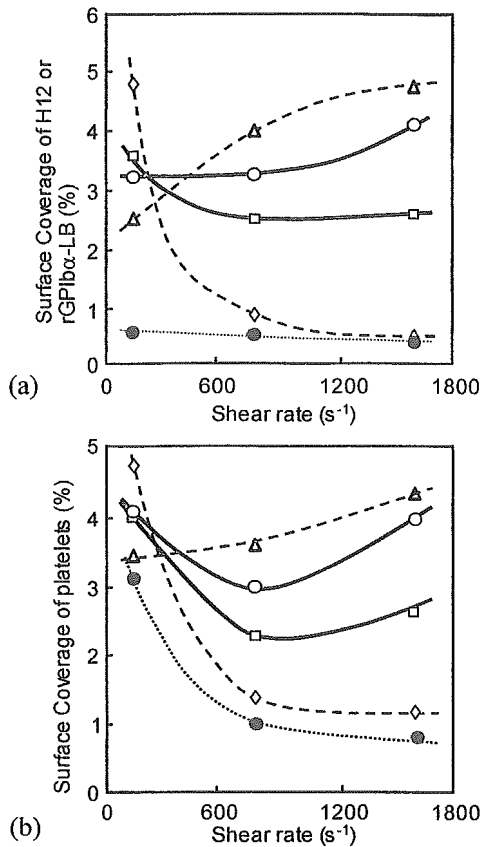 6
5
4
3
2
1
0
Surface Coverage of H12 or
rGPIbα-LB (%)
0 600 1200 1800
(a)
Shear rate (s⁻¹)
5
4
3
2
1
0
Surface Coverage of platelets (%)
0 600 1200 1800
(b)
Shear rate (s⁻¹)